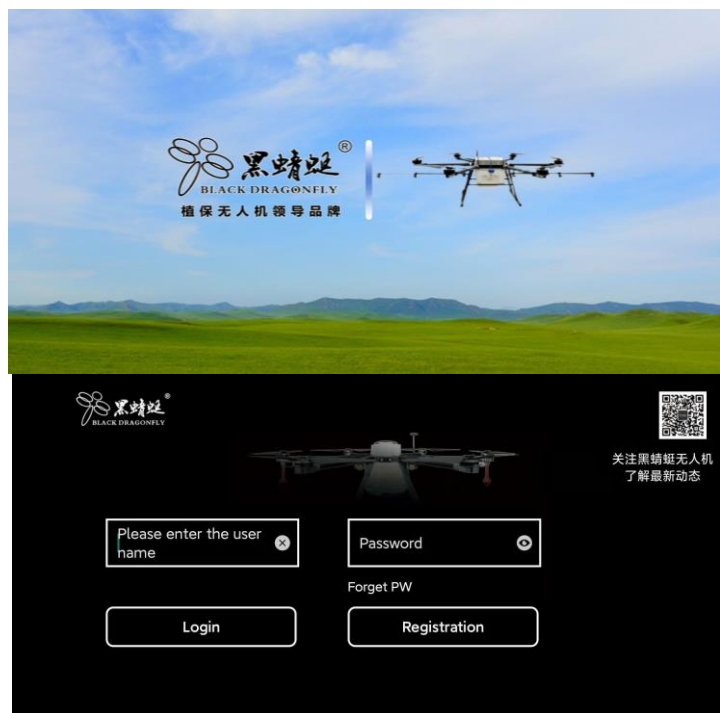 黑蜻蜓®
BLACK DRAGONFLY
植保无人机领导品牌
黑蜻蜓®
BLACK DRAGONFLY
关注黑蜻蜓无人机
了解最新动态
Please enter the user
name
Password
Forget PW
Login
Registration